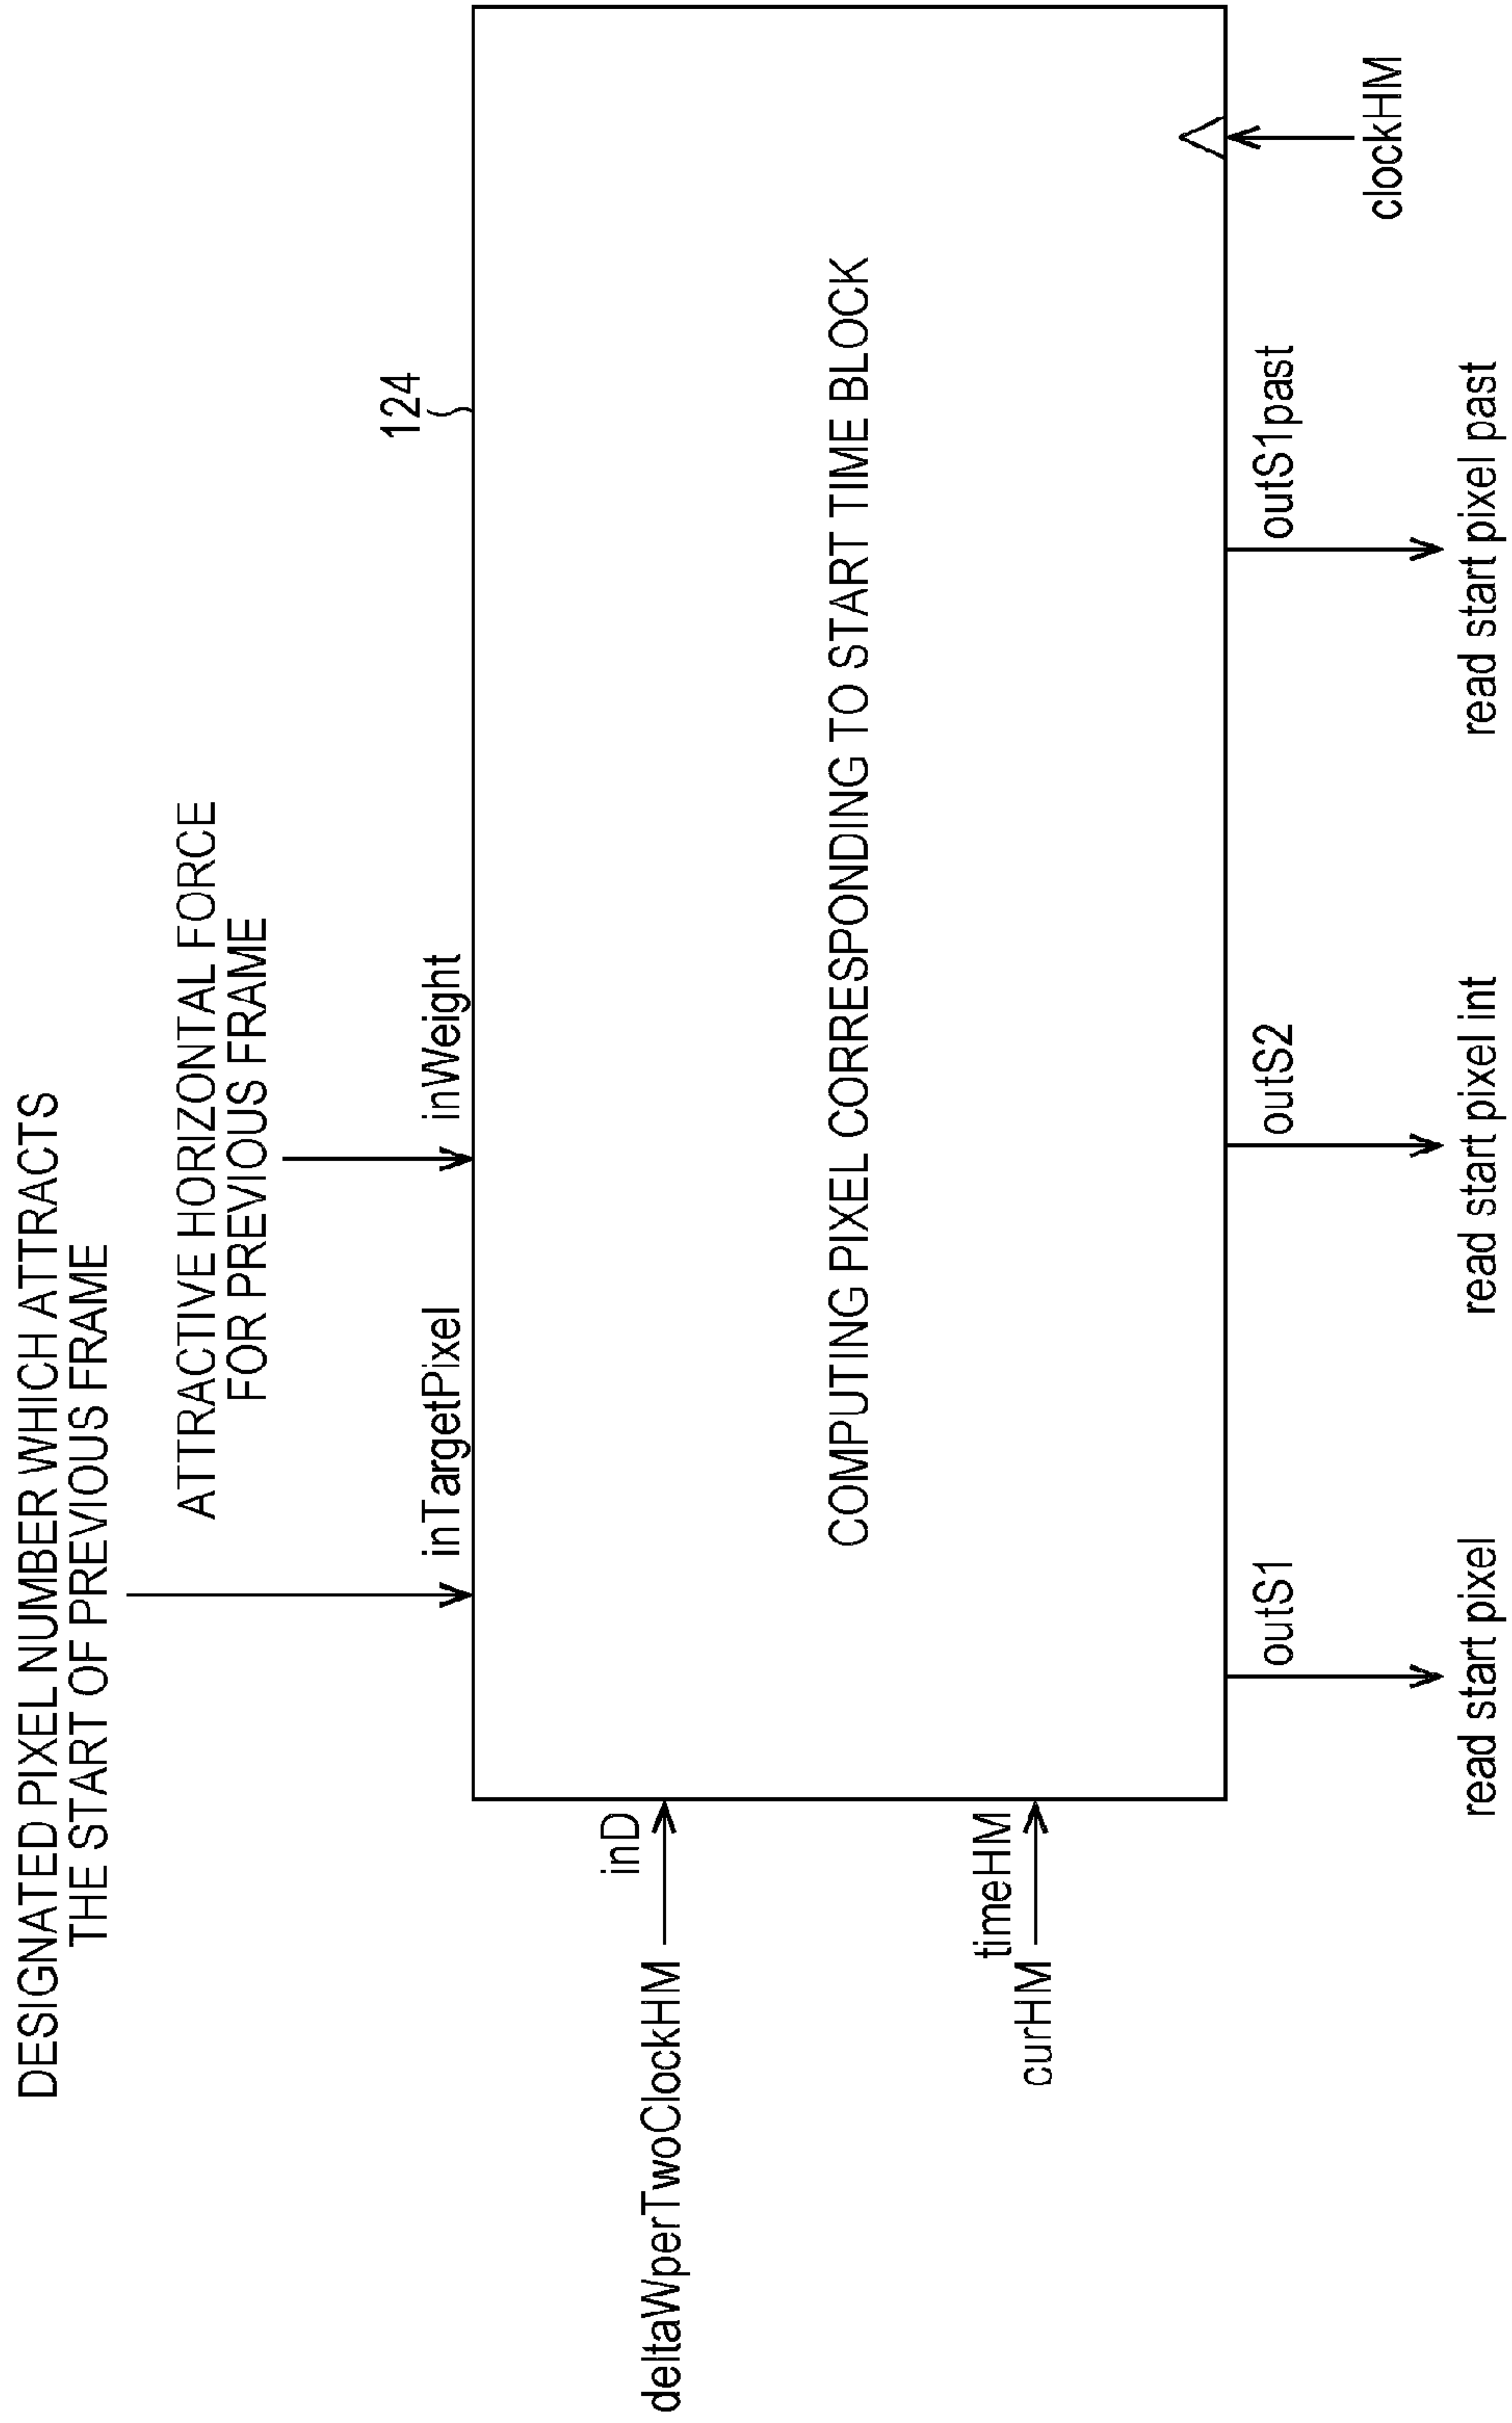 DESIGNATED PIXEL NUMBER WHICH ATTRACTS
THE START OF PREVIOUS FRAME
ATTRACTIVE HORIZONTAL FORCE
FOR PREVIOUS FRAME
124
inTargetPixel
inWeight
deltaWperTwoClockHM
inD
COMPUTING PIXEL CORRESPONDING TO START TIME BLOCK
timeHM
curHM
outS1
outS2
outS1past
clockHM
read start pixel
read start pixel int
read start pixel past